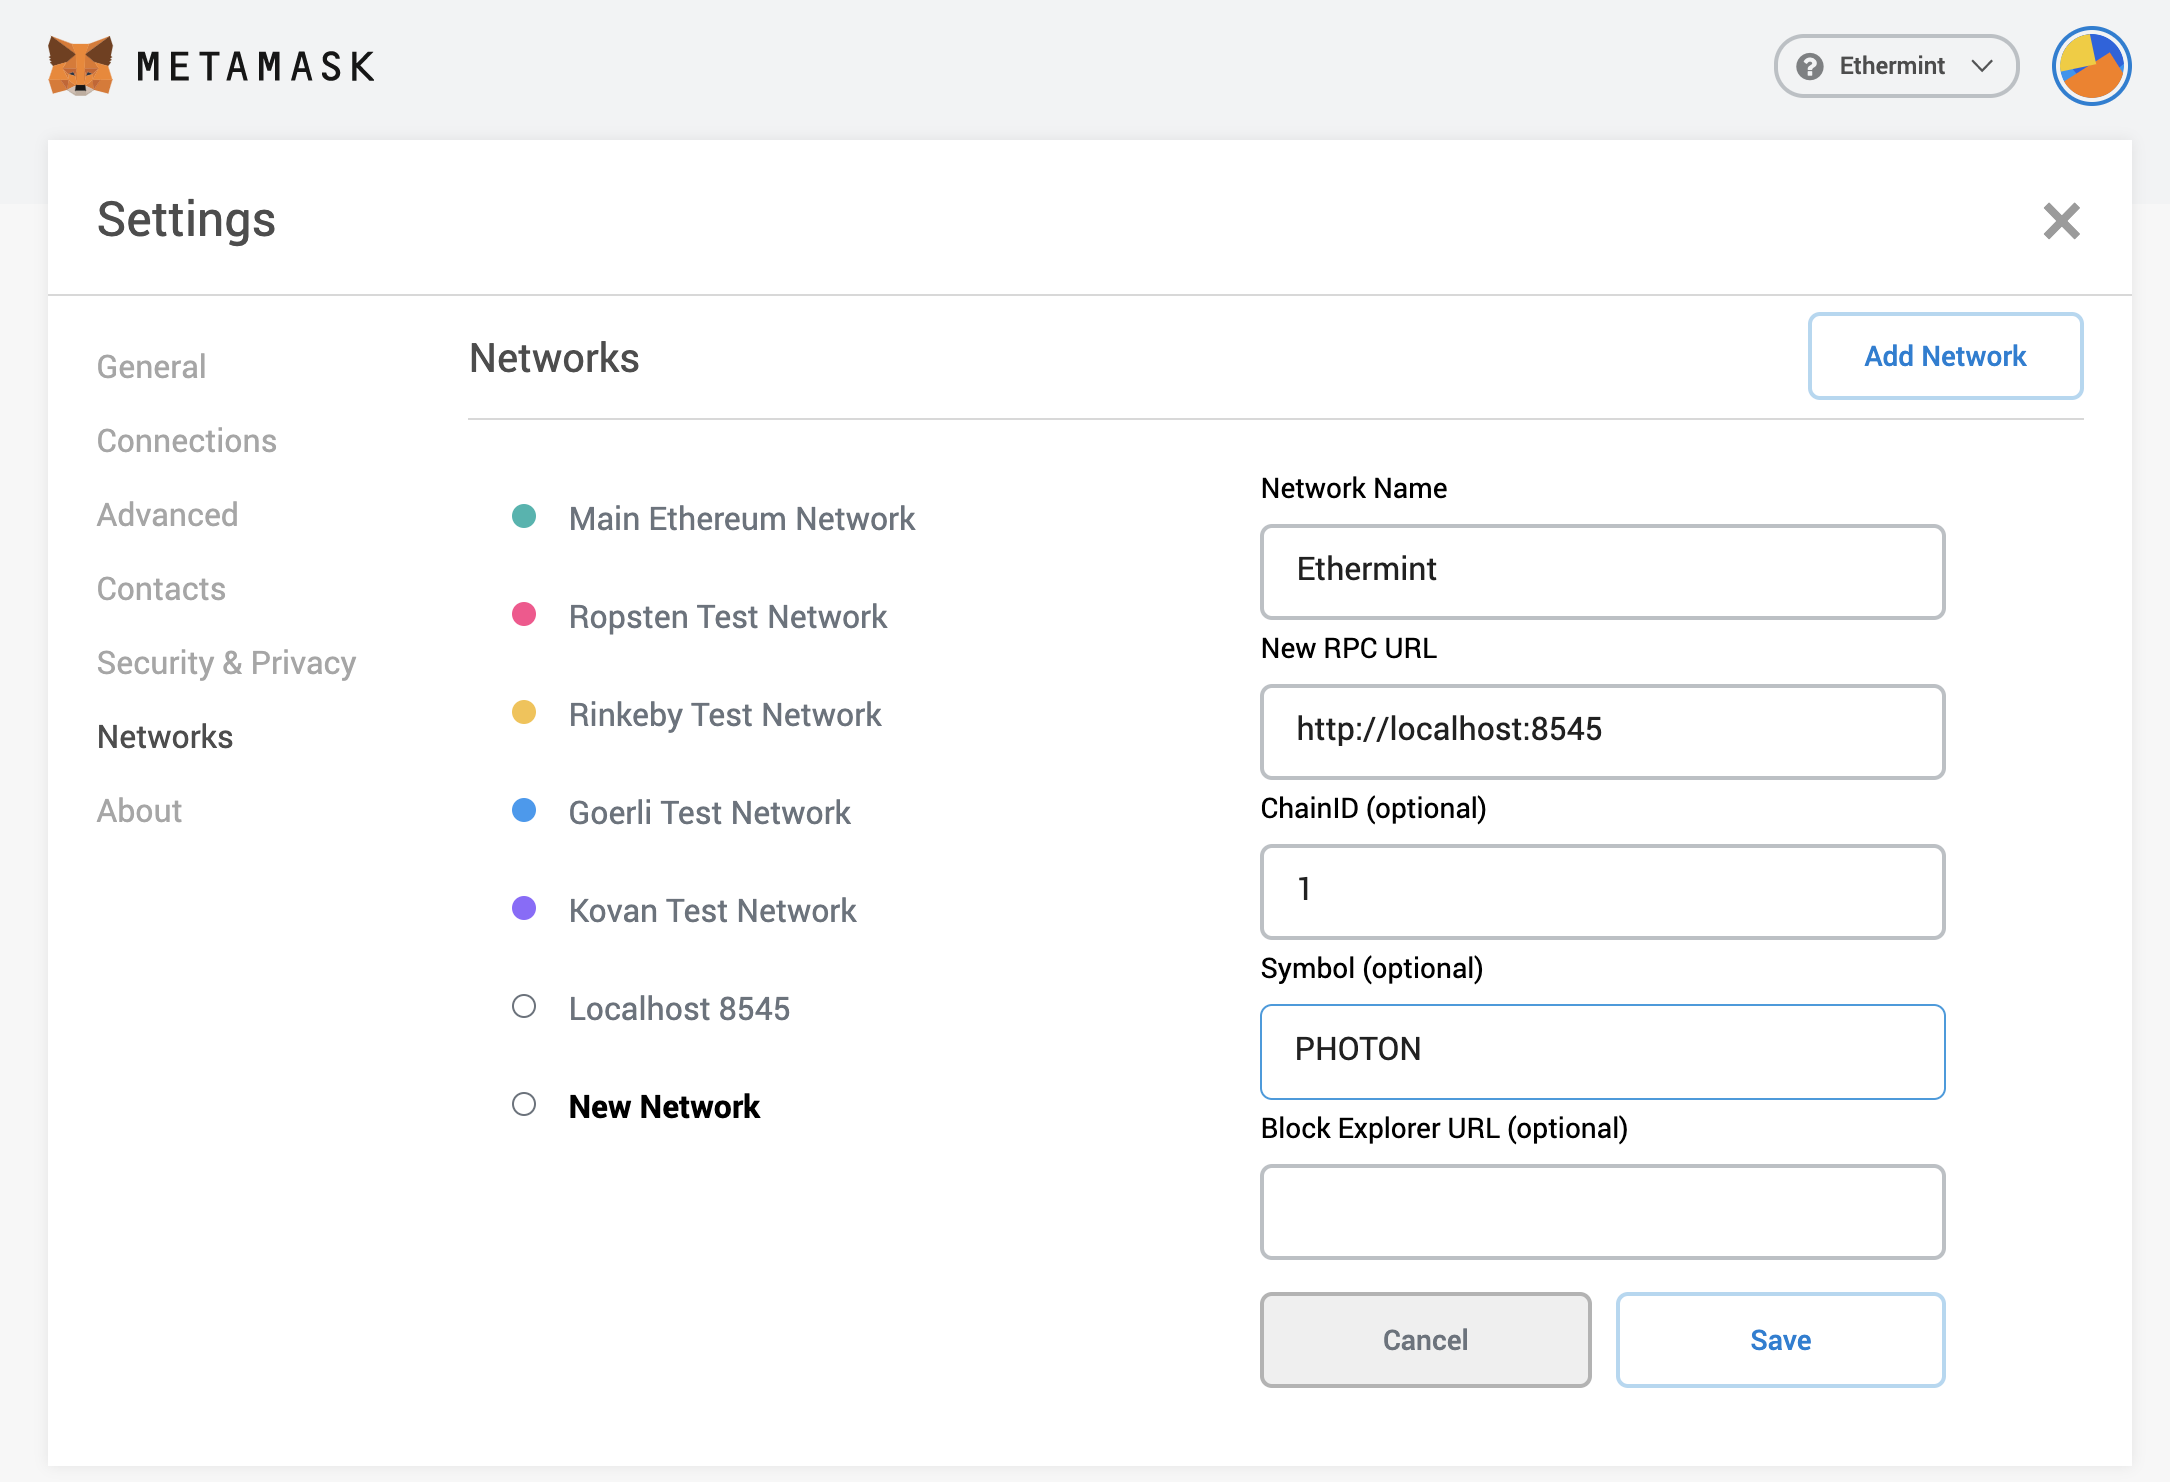 METAMASK
Ethermint
Settings
General
Connections
Advanced
Contacts
Security & Privacy
Networks
About
Networks
Add Network
Main Ethereum Network
Ropsten Test Network
Rinkeby Test Network
Goerli Test Network
Kovan Test Network
Localhost 8545
New Network
Network Name
Ethermint
New RPC URL
http://localhost:8545
ChainID (optional)
1
Symbol (optional)
PHOTON
Block Explorer URL (optional)
Cancel
Save